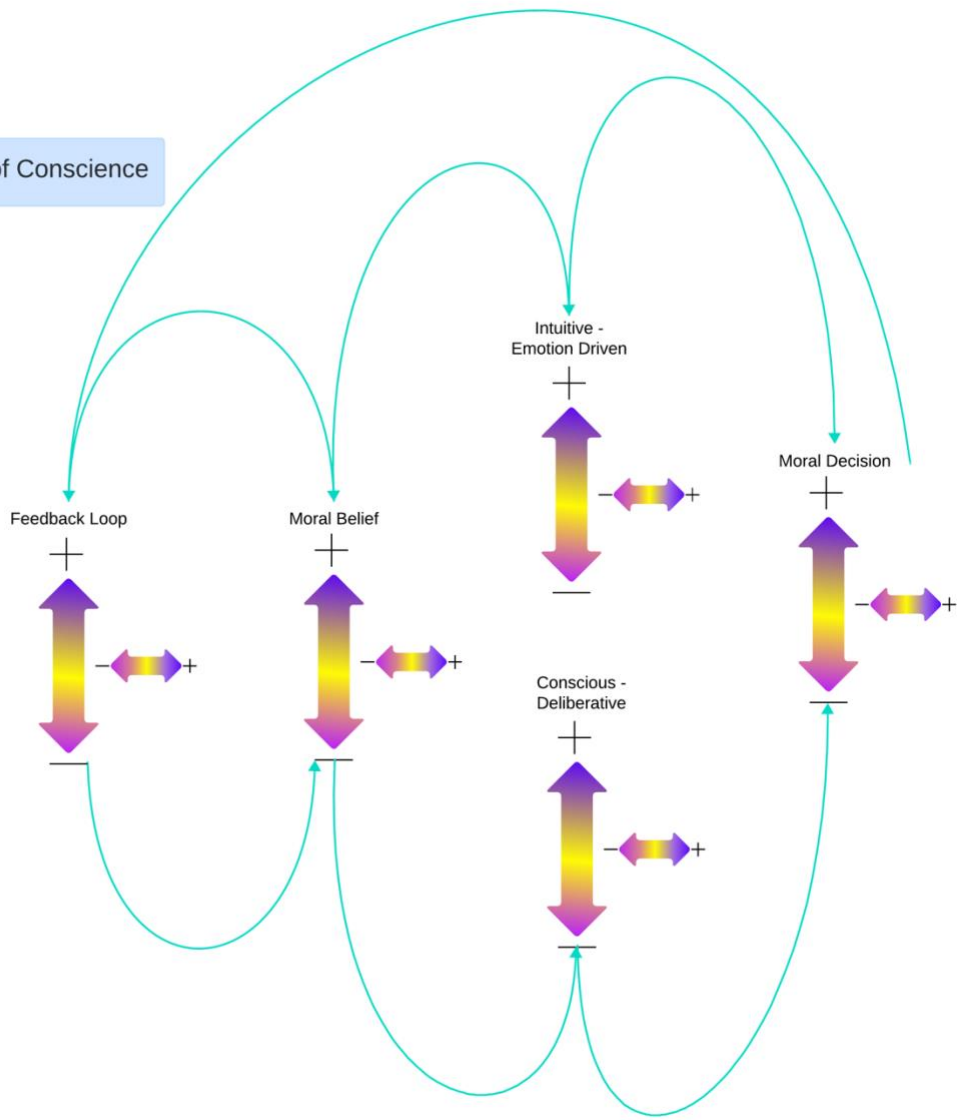 of Conscience
Intuitive -
Emotion Driven
+
- +
Moral Decision
+
- +
Feedback Loop
+
- +
Moral Belief
+
- +
Conscious -
Deliberative
+
- +